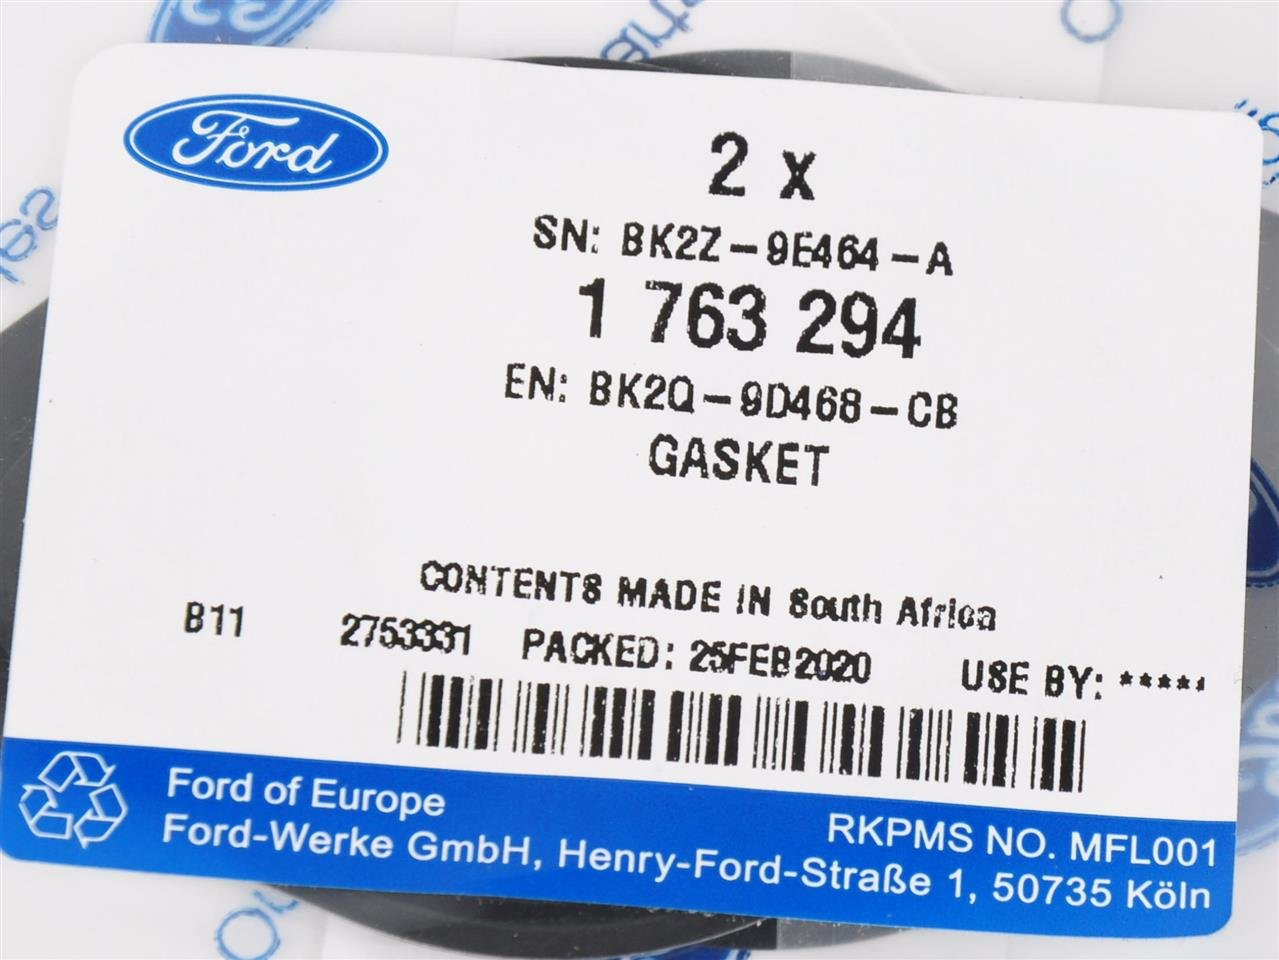 Ford
2 x
SN: BK2Z-9E464-A
1 763 294
EN: BK2Q-9D468-CB
GASKET
CONTENTS MADE IN South Africa
B11 2753331 PACKED: 25FEB2020 USE BY: *****
Ford of Europe
RKPMS NO. MFL001
Ford-Werke GmbH, Henry-Ford-Straße 1, 50735 Köln